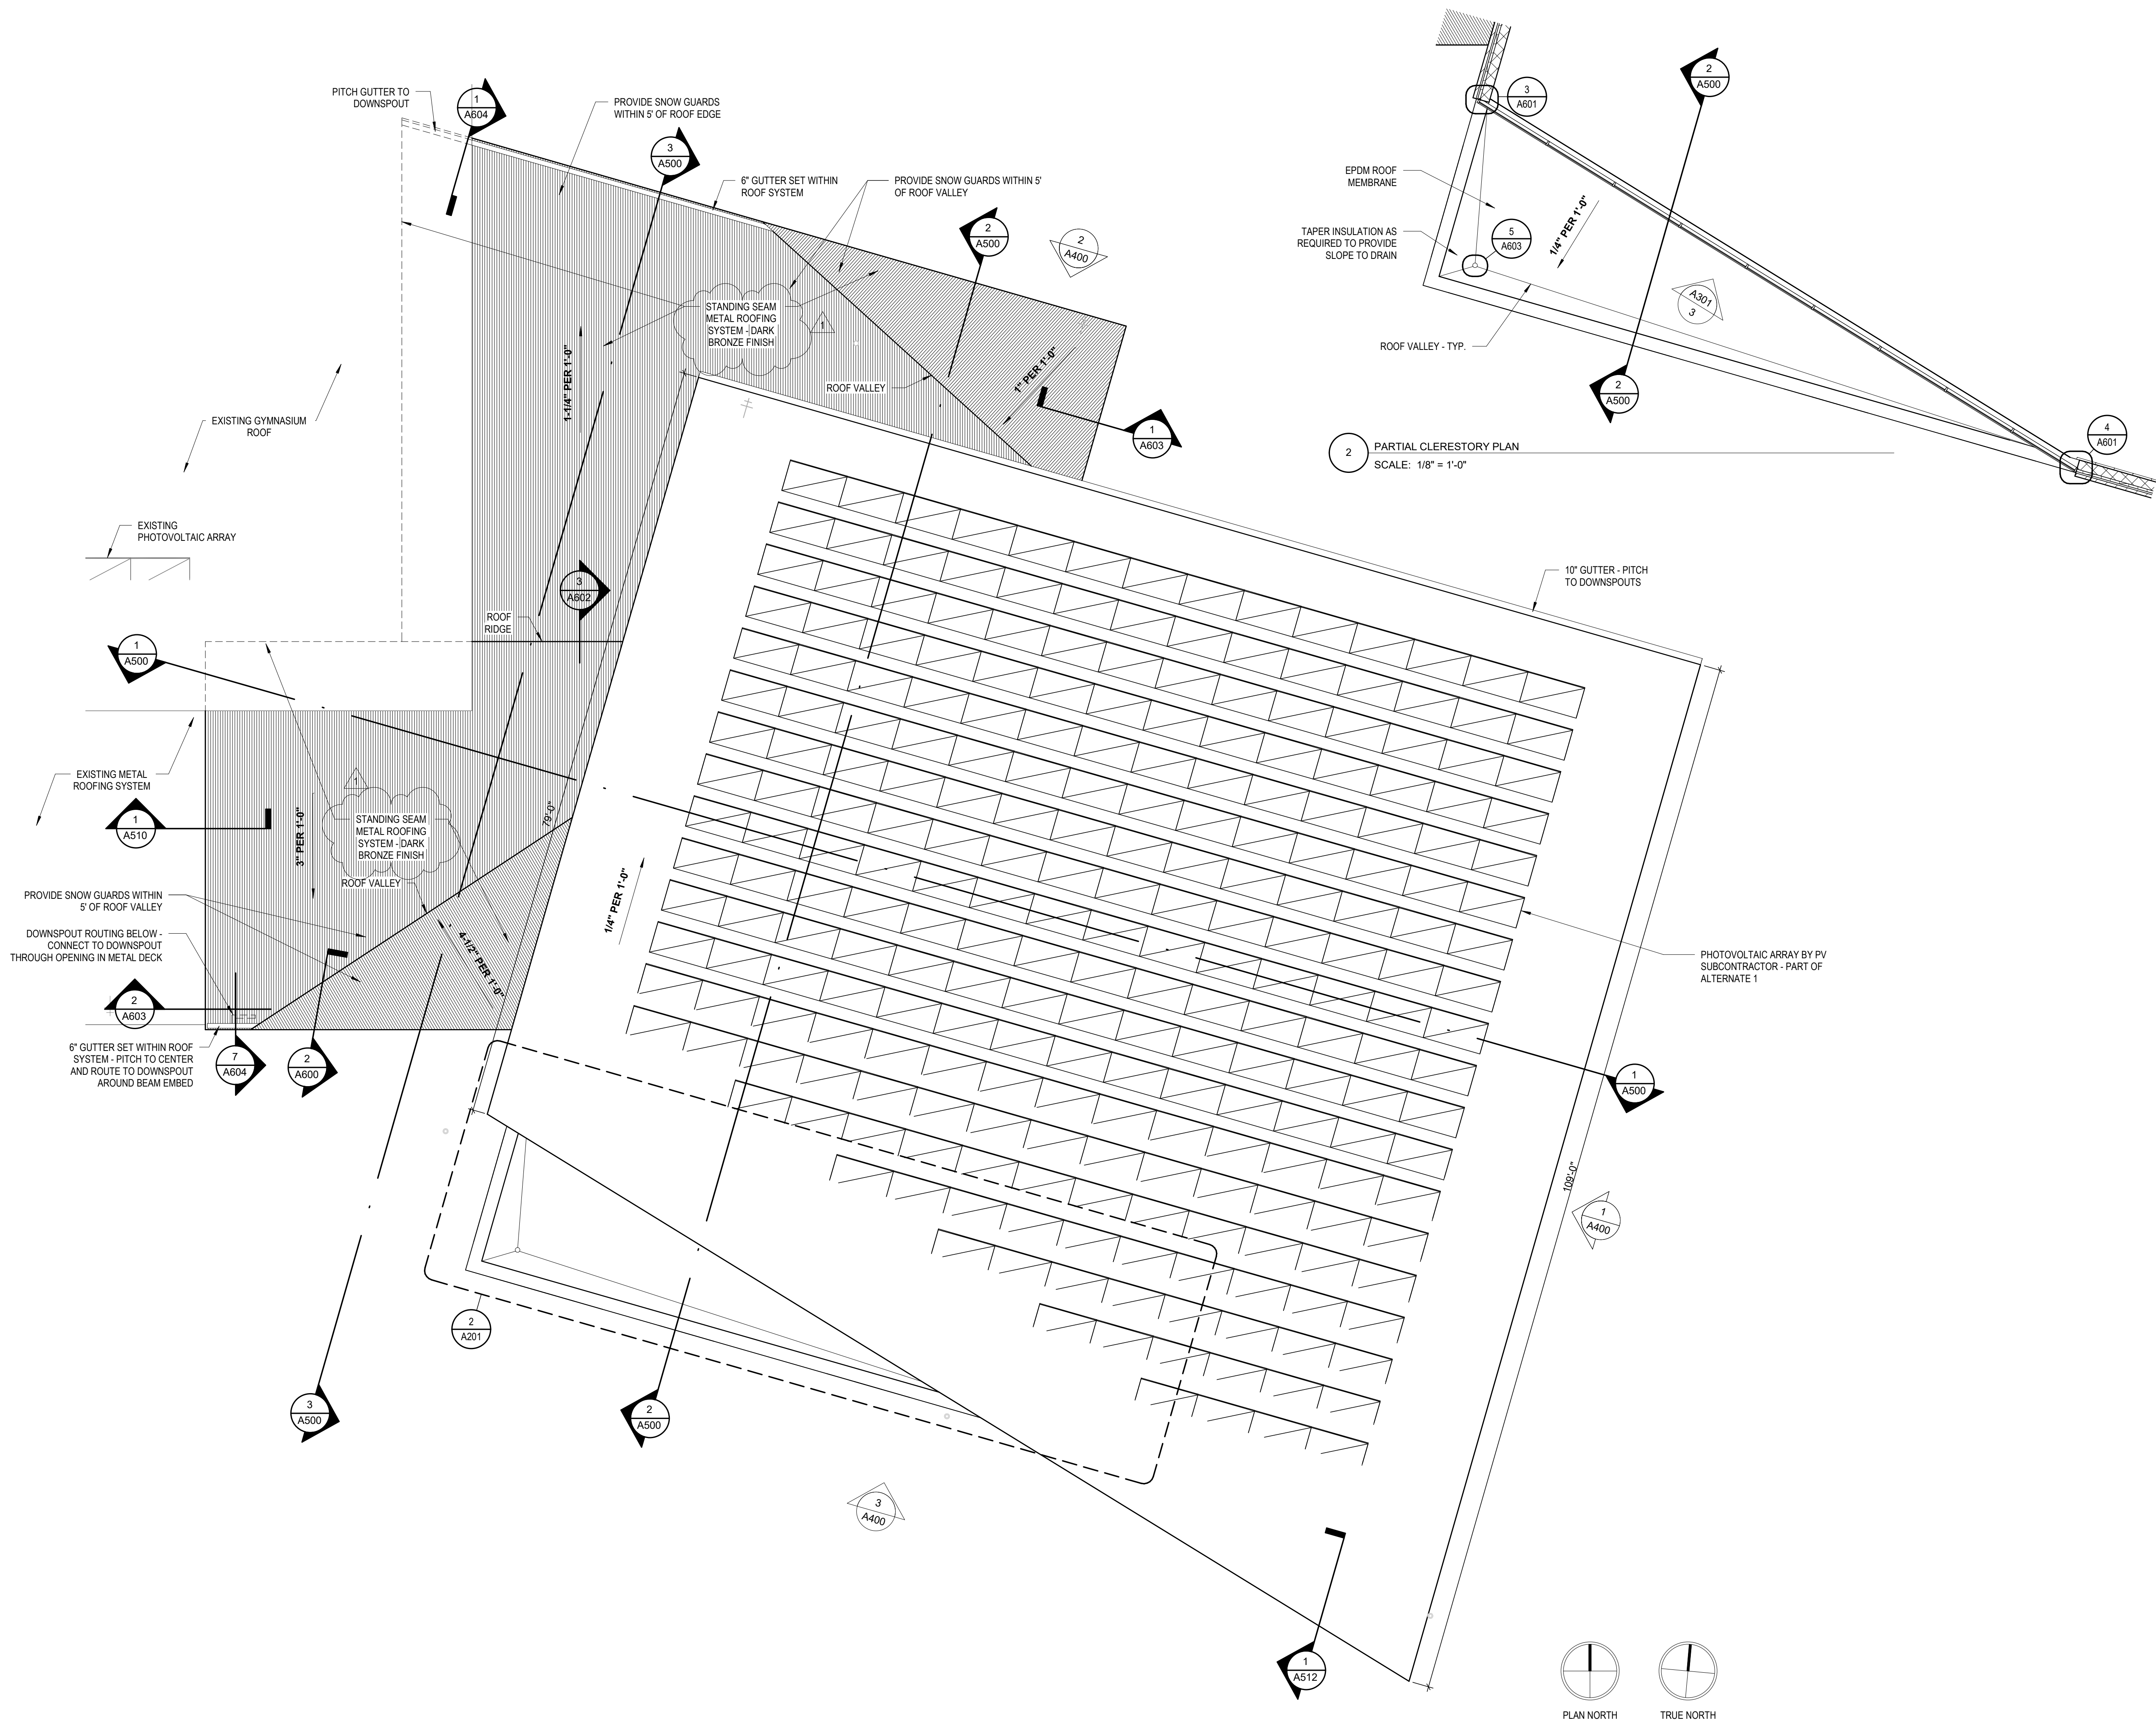 PITCH GUTTER TO
DOWNSPOUT
1
A604
PROVIDE SNOW GUARDS
WITHIN 5' OF ROOF EDGE
3
A500
6" GUTTER SET WITHIN
ROOF SYSTEM
PROVIDE SNOW GUARDS WITHIN 5'
OF ROOF VALLEY
2
A500
2
A400
STANDING SEAM
METAL ROOFING
SYSTEM - DARK
BRONZE FINISH
1
1-1/4" PER 1'-0"
ROOF VALLEY
1" PER 1'-0"
1
A603
EXISTING GYMNASIUM
ROOF
EXISTING
PHOTOVOLTAIC ARRAY
3
A602
ROOF
RIDGE
1
A500
10" GUTTER - PITCH
TO DOWNSPOUTS
EXISTING METAL
ROOFING SYSTEM
1
A510
1
STANDING SEAM
METAL ROOFING
SYSTEM - DARK
BRONZE FINISH
3" PER 1'-0"
79'-0"
ROOF VALLEY
PROVIDE SNOW GUARDS WITHIN
5' OF ROOF VALLEY
4-1/2" PER 1'-0"
1/4" PER 1'-0"
DOWNSPOUT ROUTING BELOW -
CONNECT TO DOWNSPOUT
THROUGH OPENING IN METAL DECK
2
A603
6" GUTTER SET WITHIN ROOF
SYSTEM - PITCH TO CENTER
AND ROUTE TO DOWNSPOUT
AROUND BEAM EMBED
7
A604
2
A600
PHOTOVOLTAIC ARRAY BY PV
SUBCONTRACTOR - PART OF
ALTERNATE 1
1
A500
109'-0"
1
A400
2
A201
3
A500
2
A500
3
A400
1
A512
2
A500
3
A601
EPDM ROOF
MEMBRANE
TAPER INSULATION AS
REQUIRED TO PROVIDE
SLOPE TO DRAIN
5
A603
1/4" PER 1'-0"
A301
3
ROOF VALLEY - TYP.
2
A500
4
A601
2
PARTIAL CLERESTORY PLAN
SCALE: 1/8" = 1'-0"
PLAN NORTH
TRUE NORTH